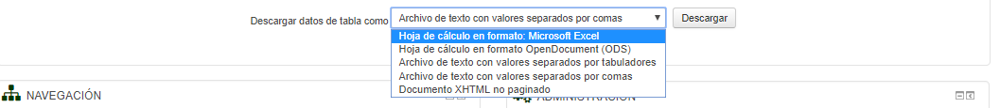 Descargar datos de tabla como Archivo de texto con valores separados por comas Descargar
Hoja de cálculo en formato: Microsoft Excel
Hoja de cálculo en formato OpenDocument (ODS)
Archivo de texto con valores separados por tabuladores
Archivo de texto con valores separados por comas
Documento XHTML no paginado
NAVEGACIÓN
ADMINISTRACIÓN